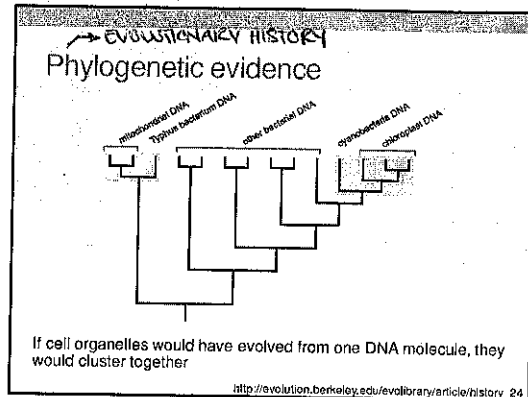 → EVOLUTIONARY HISTORY
Phylogenetic evidence
mitochondrial DNA
Typhus bacterium DNA
other bacterial DNA
cyanobacteria DNA
chloroplast DNA
If cell organelles would have evolved from one DNA molecule, they
would cluster together
http://evolution.berkeley.edu/evolibrary/article/history 24